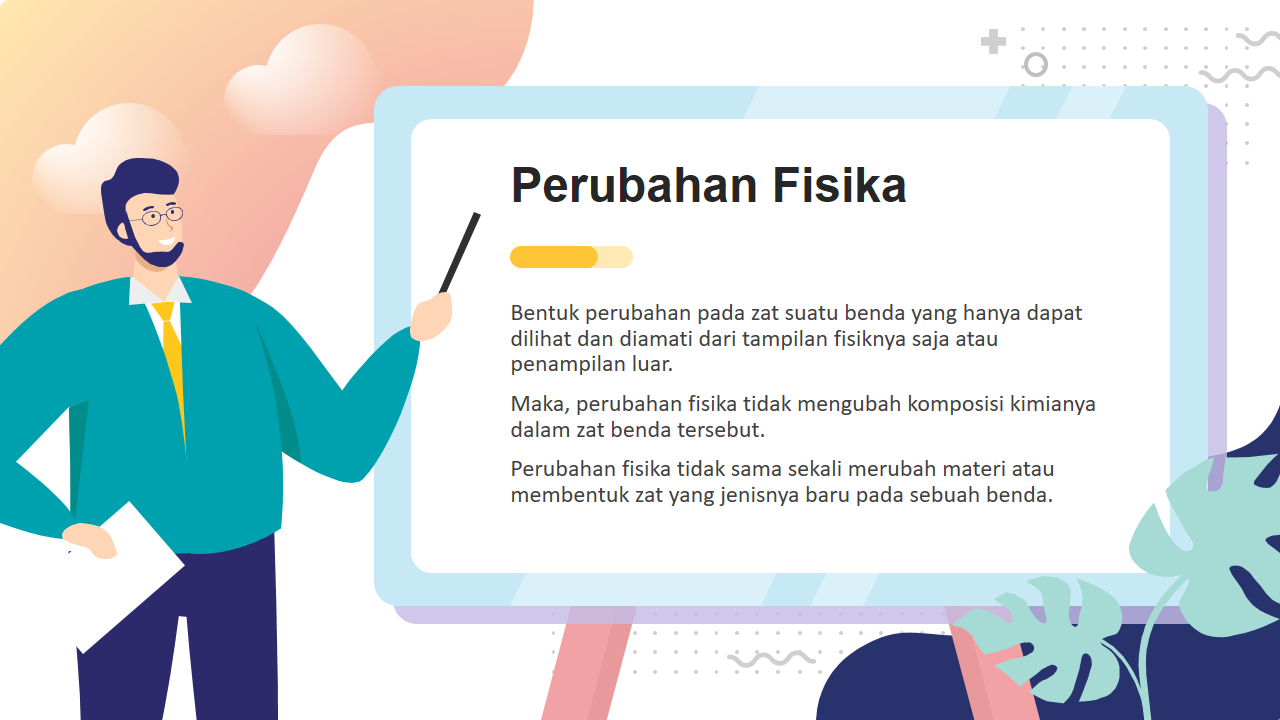 Perubahan Fisika
Bentuk perubahan pada zat suatu benda yang hanya dapat
dilihat dan diamati dari tampilan fisiknya saja atau
penampilan luar.
Maka, perubahan fisika tidak mengubah komposisi kimianya
dalam zat benda tersebut.
Perubahan fisika tidak sama sekali merubah materi atau
membentuk zat yang jenisnya baru pada sebuah benda.